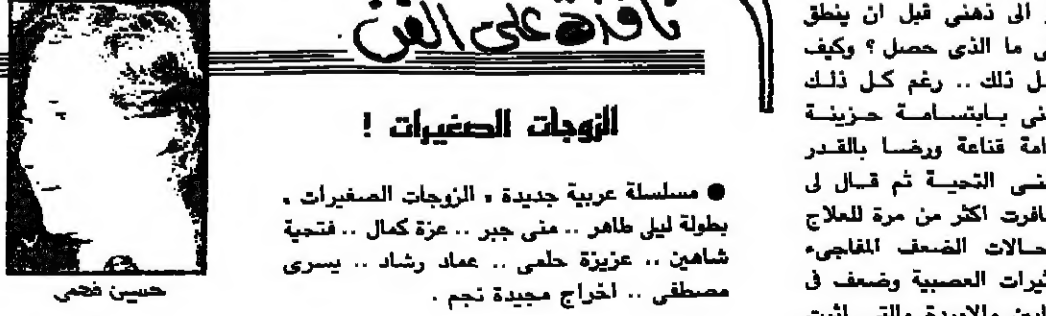 نافذة على الفن
الزوجات الصغيرات !
● مسلسلة عربية جديدة « الزوجات الصغيرات »
بطولة ليلى طاهر .. منى جبر .. عزة كمال .. فتحية
شاهين .. عزيزة حلمى .. عماد رشاد .. يسرى
مصطفى .. اخراج مجيدة نجم .
حسين فهمى
الى ذهنى قبل ان ينطق
ما الذى حصل ؟ وكيف
ذلك .. رغم كل ذلك
بابتسامة حزينة
قناعة ورضا بالقدر
التحية ثم قال لى
سافرت اكثر من مرة للعلاج
حالات الضعف المفاجىء
العصبية وضعف فى